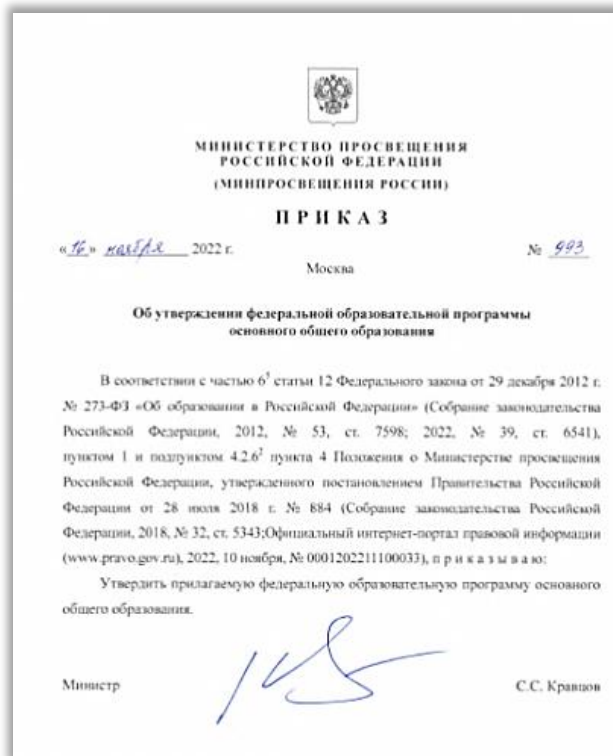 МИНИСТЕРСТВО ПРОСВЕЩЕНИЯ
РОССИЙСКОЙ ФЕДЕРАЦИИ
(МИНПРОСВЕЩЕНИЯ РОССИИ)
ПРИКАЗ
«16» ноября 2022 г. № 993
Москва
Об утверждении федеральной образовательной программы
основного общего образования
В соответствии с частью 6⁵ статьи 12 Федерального закона от 29 декабря 2012 г.
№ 273-ФЗ «Об образовании в Российской Федерации» (Собрание законодательства
Российской Федерации, 2012, № 53, ст. 7598; 2022, № 39, ст. 6541),
пунктом 1 и подпунктом 4.2.6² пункта 4 Положения о Министерстве просвещения
Российской Федерации, утвержденного постановлением Правительства Российской
Федерации от 28 июля 2018 г. № 884 (Собрание законодательства Российской
Федерации, 2018, № 32, ст. 5343;Официальный интернет-портал правовой информации
(www.pravo.gov.ru), 2022, 10 ноября, № 0001202211100033), п р и к а з ы в а ю:
Утвердить прилагаемую федеральную образовательную программу основного
общего образования.
Министр С.С. Кравцов